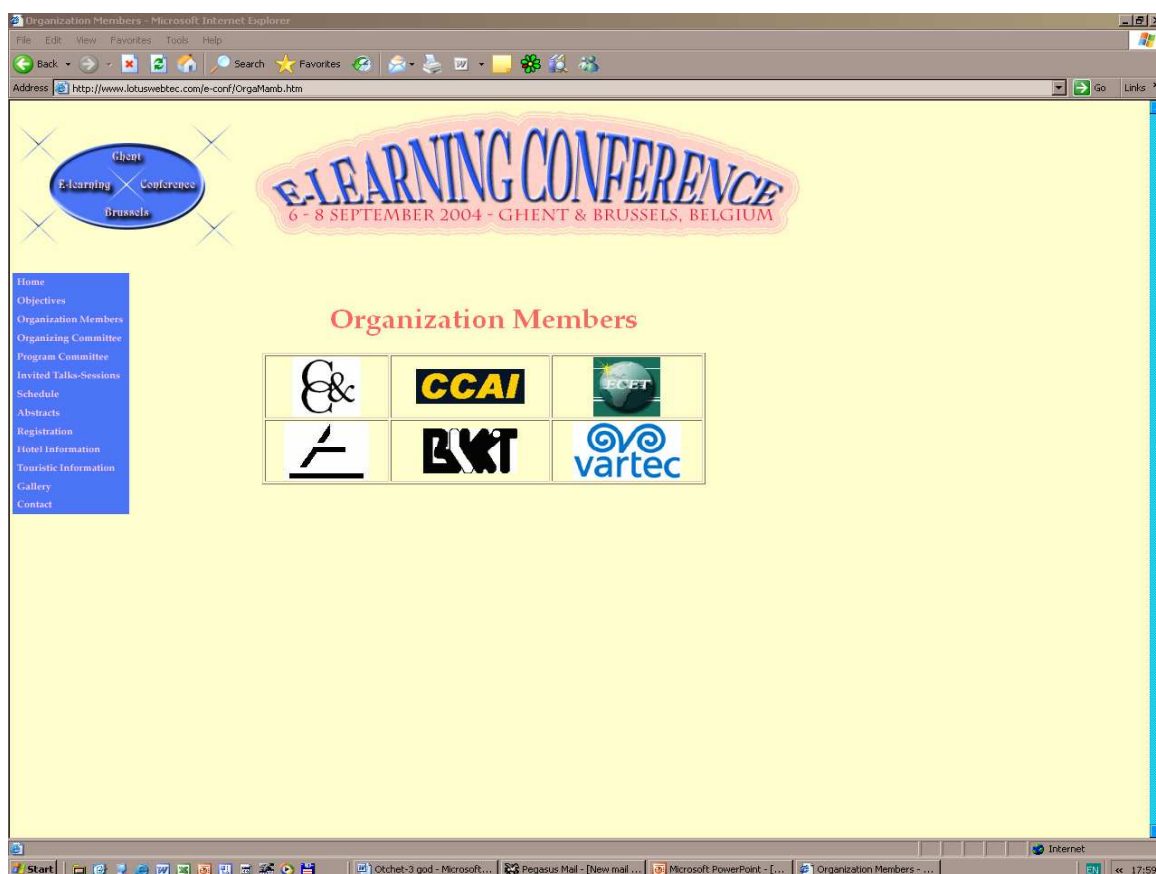 Organization Members - Microsoft Internet Explorer
File Edit View Favorites Tools Help
Back Search Favorites
Address http://www.lotuswebtec.com/e-conf/OrgaMamb.htm Go Links
Ghent
E-learning Conference
Brussels
E-LEARNING CONFERENCE
6 - 8 SEPTEMBER 2004 - GHENT & BRUSSELS, BELGIUM
Home
Objectives
Organization Members
Organizing Committee
Program Committee
Invited Talks-Sessions
Schedule
Abstracts
Registration
Hotel Information
Touristic Information
Gallery
Contact
Organization Members
C&C CCAI ECET
BIKIT vartec
Internet
Start Otchet-3 god - Microsoft... Pegasus Mail - [New mail ... Microsoft PowerPoint - [... Organization Members - ... EN 17:59